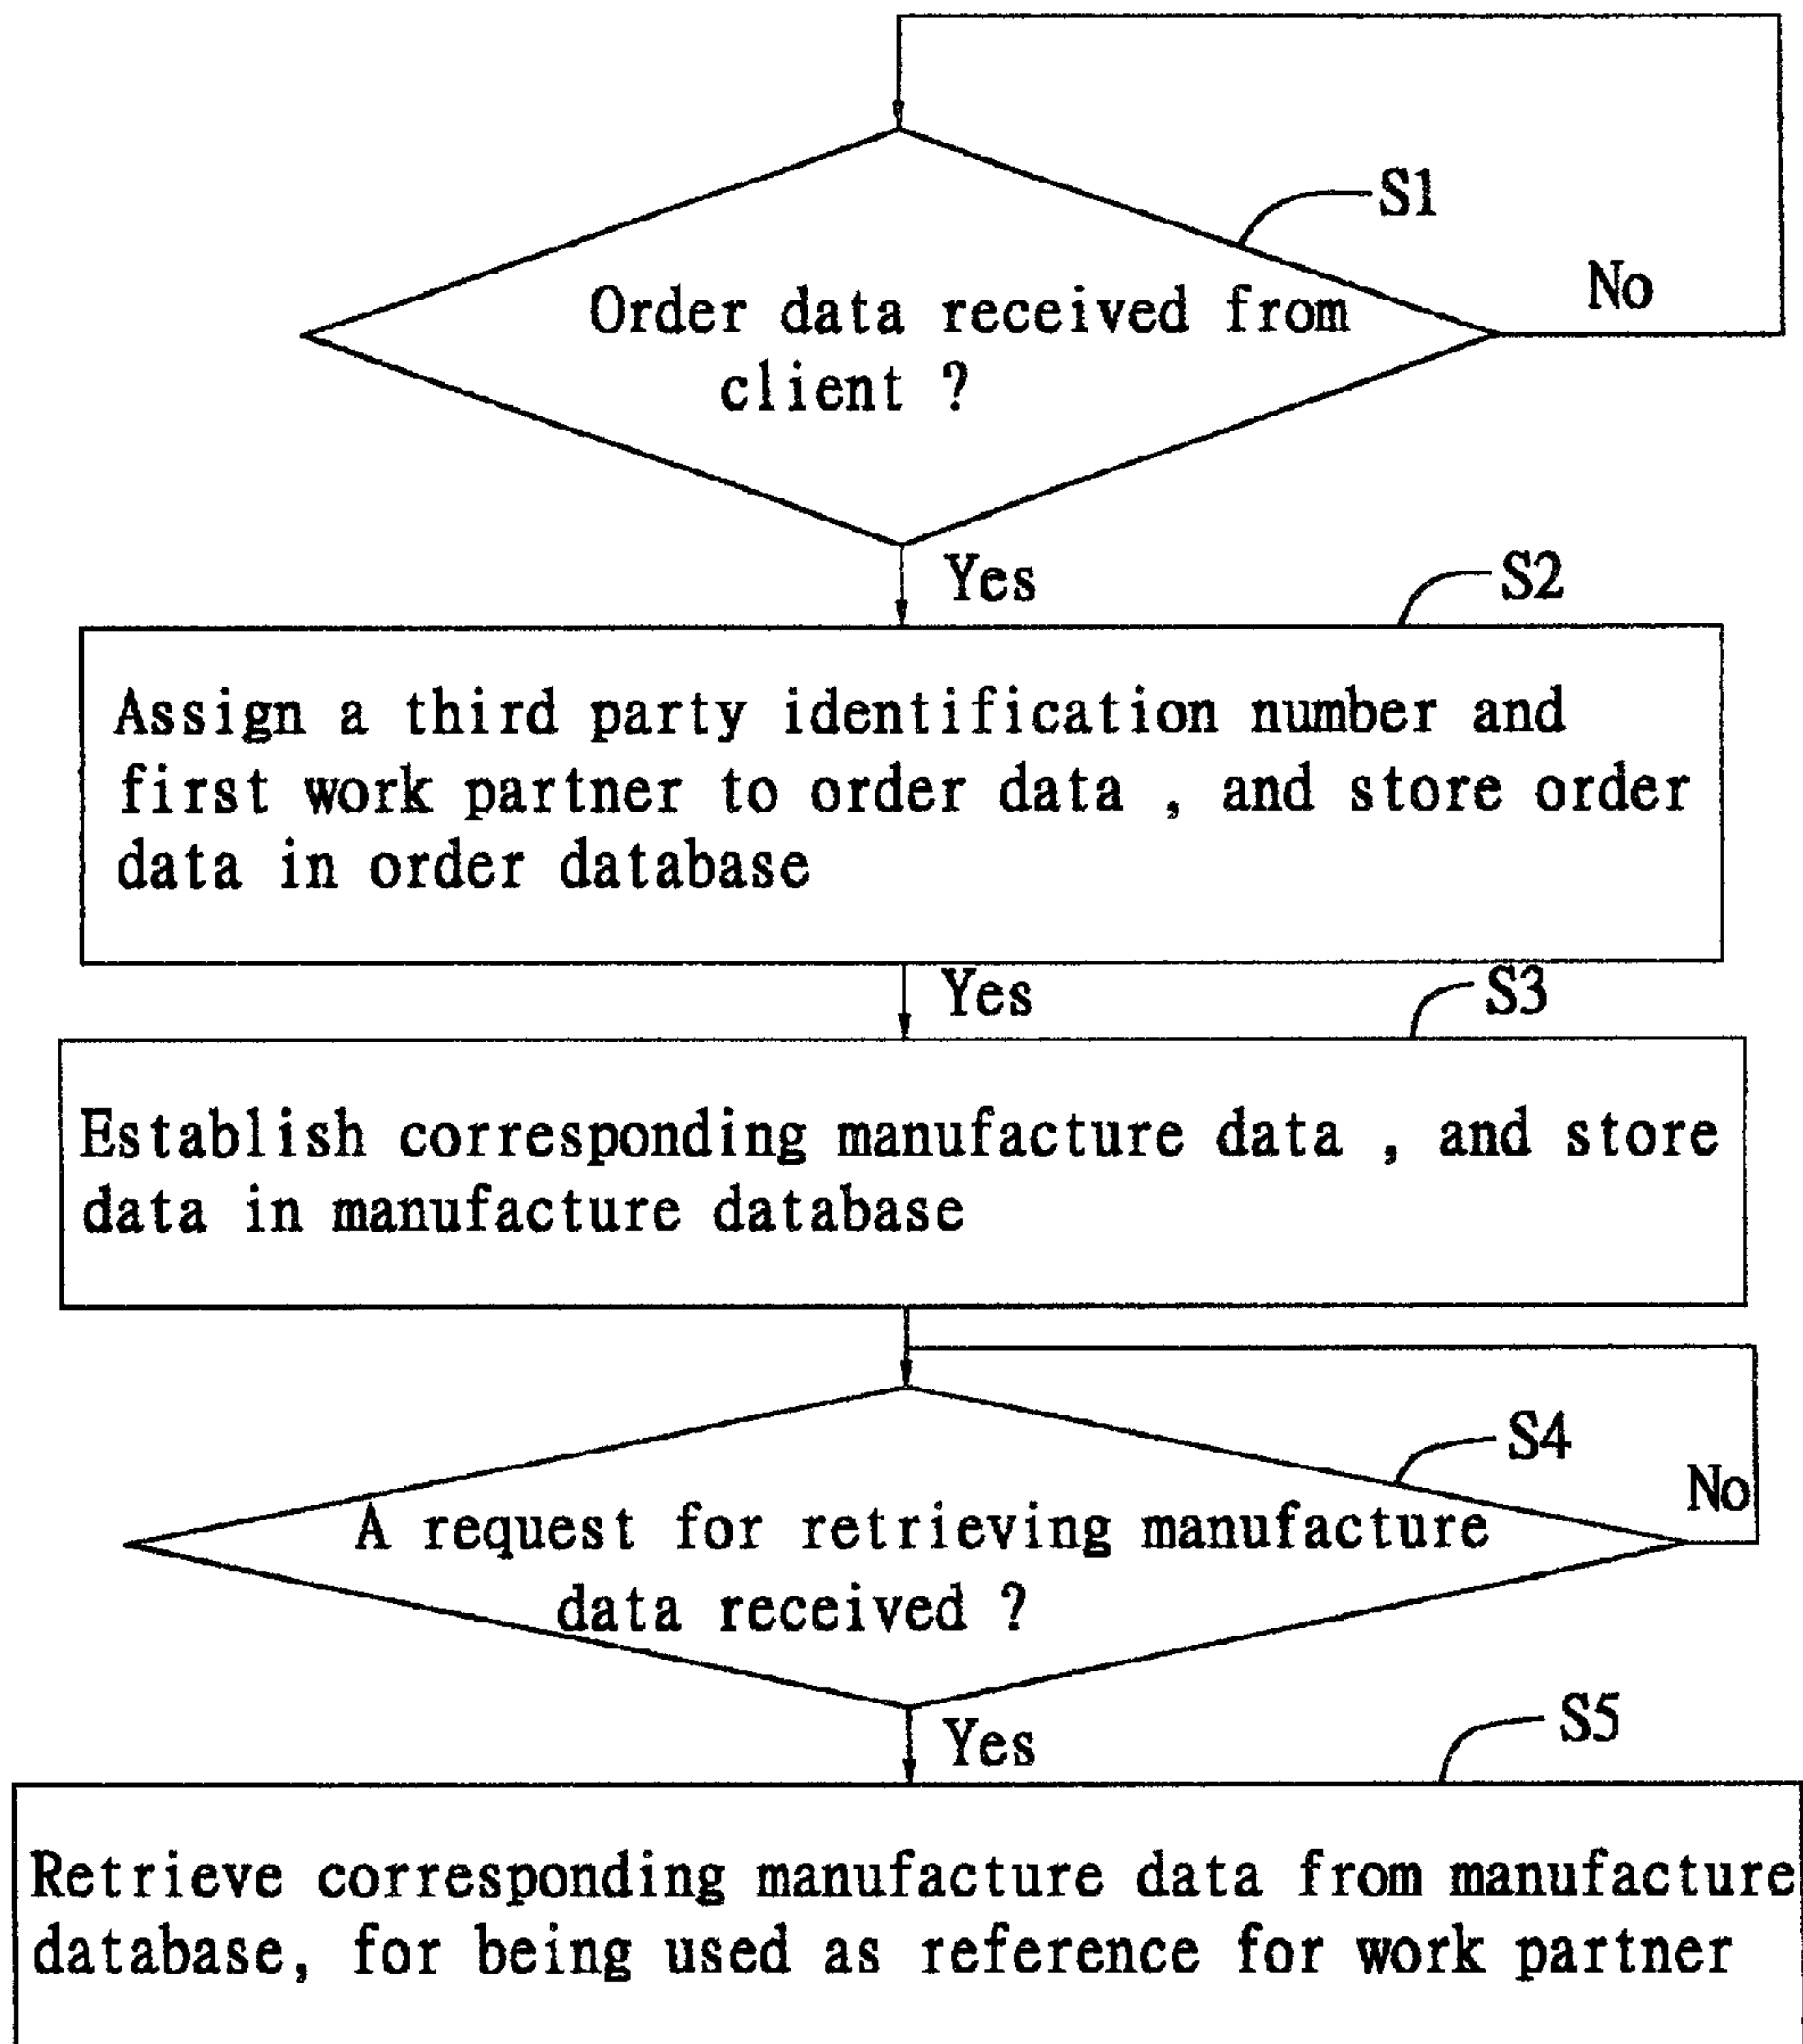 S1
No
Order data received from
client ?
Yes
S2
Assign a third party identification number and
first work partner to order data , and store order
data in order database
Yes
S3
Establish corresponding manufacture data , and store
data in manufacture database
S4
No
A request for retrieving manufacture
data received ?
Yes
S5
Retrieve corresponding manufacture data from manufacture
database, for being used as reference for work partner